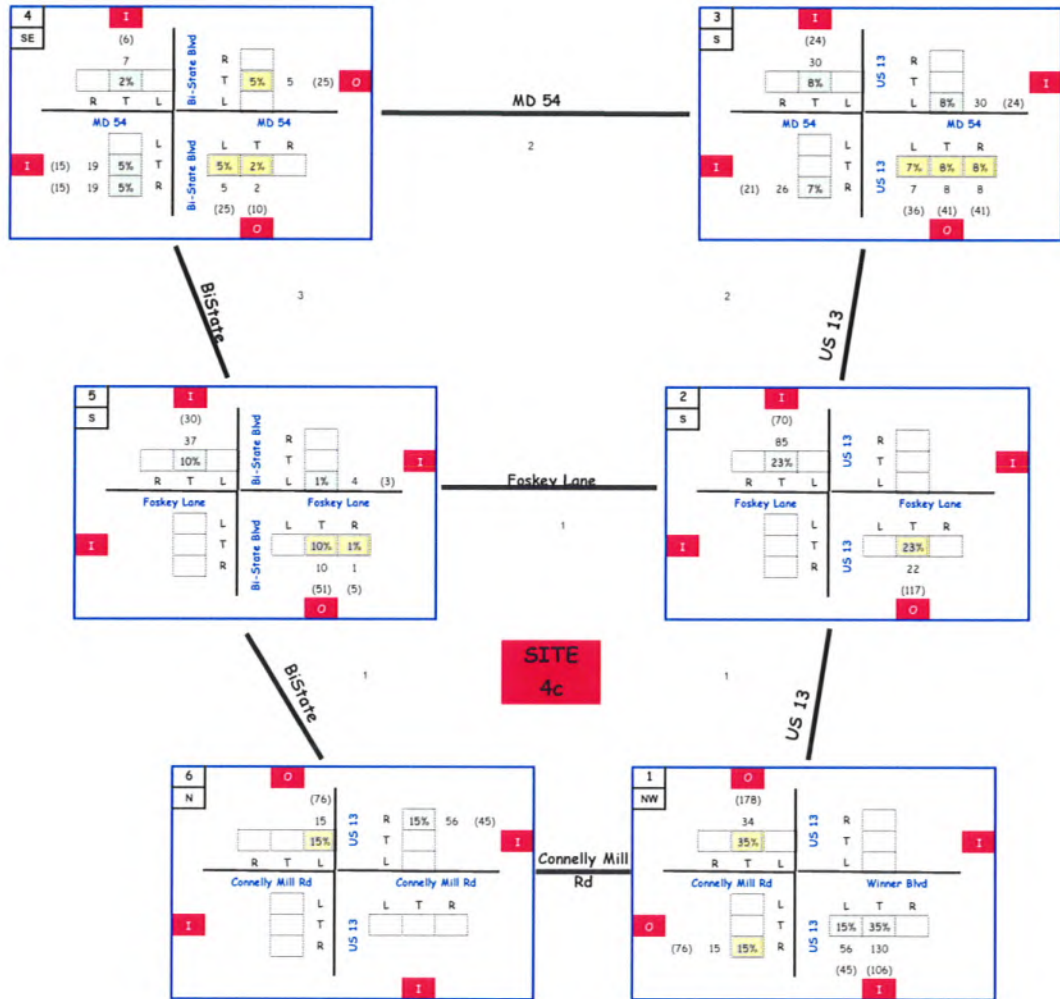 4
SE
I
(6)
7
2%
R T L
Bi-State Blvd
R
T 5% 5 (25) O
L
MD 54
MD 54
L
I (15) 19 5% T
(15) 19 5% R
Bi-State Blvd
L T R
5% 2%
5 2
(25) (10)
O
MD 54
2
3
S
I
(24)
30
8%
R T L
US 13
R
T I
L 8% 30 (24)
MD 54
MD 54
L
I T
(21) 26 7% R
US 13
L T R
7% 8% 8%
7 8 8
(36) (41) (41)
O
BiState
3
2
US 13
5
S
I
(30)
37
10%
R T L
Bi-State Blvd
R
T I
L 1% 4 (3)
Foskey Lane
Foskey Lane
L
I T
R
Bi-State Blvd
L T R
10% 1%
10 1
(51) (5)
O
Foskey Lane
1
2
S
I
(70)
85
23%
R T L
US 13
R
T I
L
Foskey Lane
Foskey Lane
L
I T
R
US 13
L T R
23%
22
(117)
O
BiState
1
SITE
4c
1
US 13
6
N
O
(76)
15
15%
R T L
US 13
R 15% 56 (45)
T I
L
Connelly Mill Rd
Connelly Mill Rd
L
I T
R
US 13
L T R
I
Connelly Mill
Rd
1
NW
O
(178)
34
35%
R T L
US 13
R
T I
L
Connelly Mill Rd
Winner Blvd
L
O T
(76) 15 15% R
US 13
L T R
15% 35%
56 130
(45) (106)
I